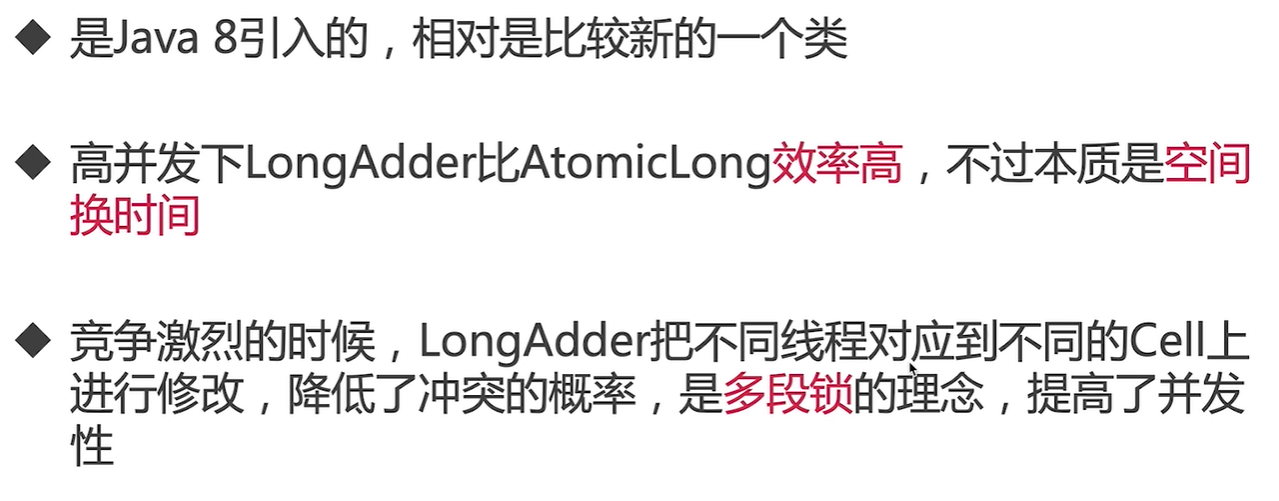 ◆ 是Java 8引入的，相对是比较新的一个类
◆ 高并发下LongAdder比AtomicLong效率高，不过本质是空间
换时间
◆ 竞争激烈的时候，LongAdder把不同线程对应到不同的Cell上
进行修改，降低了冲突的概率，是多段锁的理念，提高了并发
性